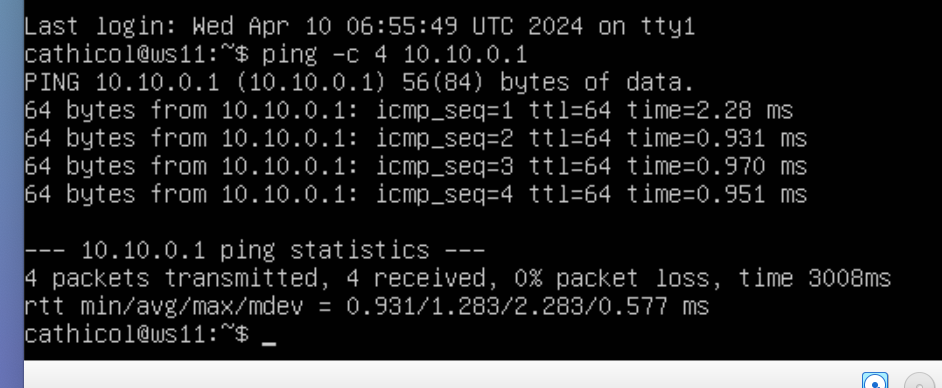 Last login: Wed Apr 10 06:55:49 UTC 2024 on tty1
cathicol@ws11:~$ ping -c 4 10.10.0.1
PING 10.10.0.1 (10.10.0.1) 56(84) bytes of data.
64 bytes from 10.10.0.1: icmp_seq=1 ttl=64 time=2.28 ms
64 bytes from 10.10.0.1: icmp_seq=2 ttl=64 time=0.931 ms
64 bytes from 10.10.0.1: icmp_seq=3 ttl=64 time=0.970 ms
64 bytes from 10.10.0.1: icmp_seq=4 ttl=64 time=0.951 ms
--- 10.10.0.1 ping statistics ---
4 packets transmitted, 4 received, 0% packet loss, time 3008ms
rtt min/avg/max/mdev = 0.931/1.283/2.283/0.577 ms
cathicol@ws11:~$ _